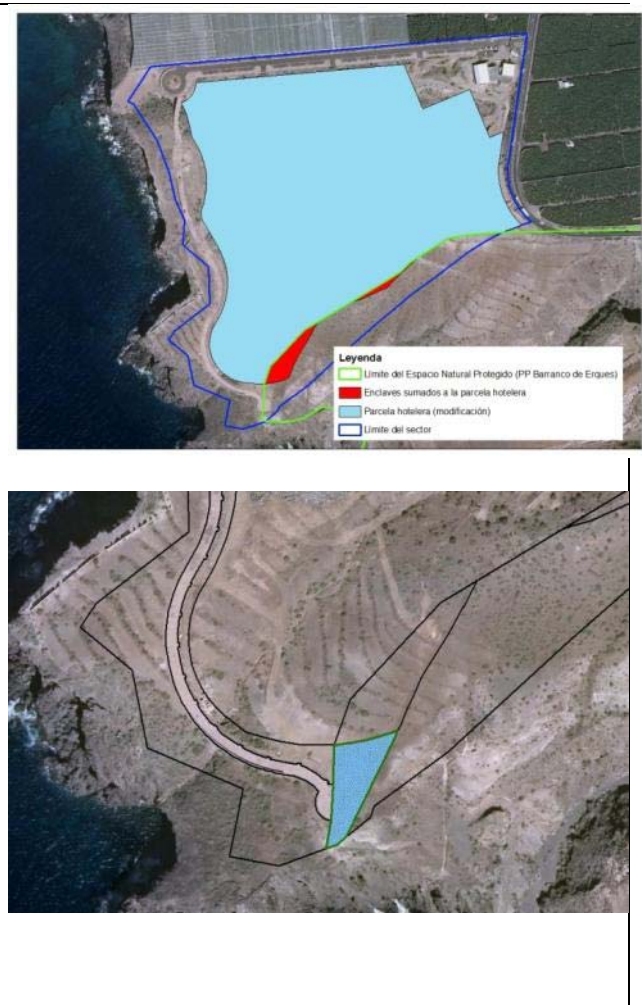 Leyenda
Límite del Espacio Natural Protegido (PP Barranco de Erques)
Enclaves sumados a la parcela hotelera
Parcela hotelera (modificación)
Límite del sector